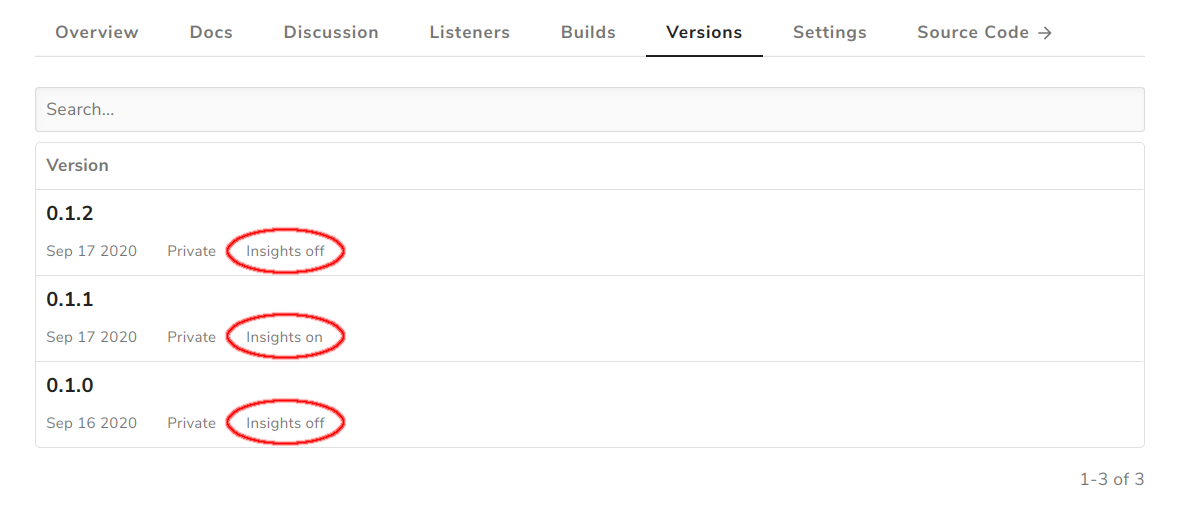 Overview Docs Discussion Listeners Builds Versions Settings Source Code →
Search...
Version
0.1.2
Sep 17 2020 Private Insights off
0.1.1
Sep 17 2020 Private Insights on
0.1.0
Sep 16 2020 Private Insights off
1-3 of 3